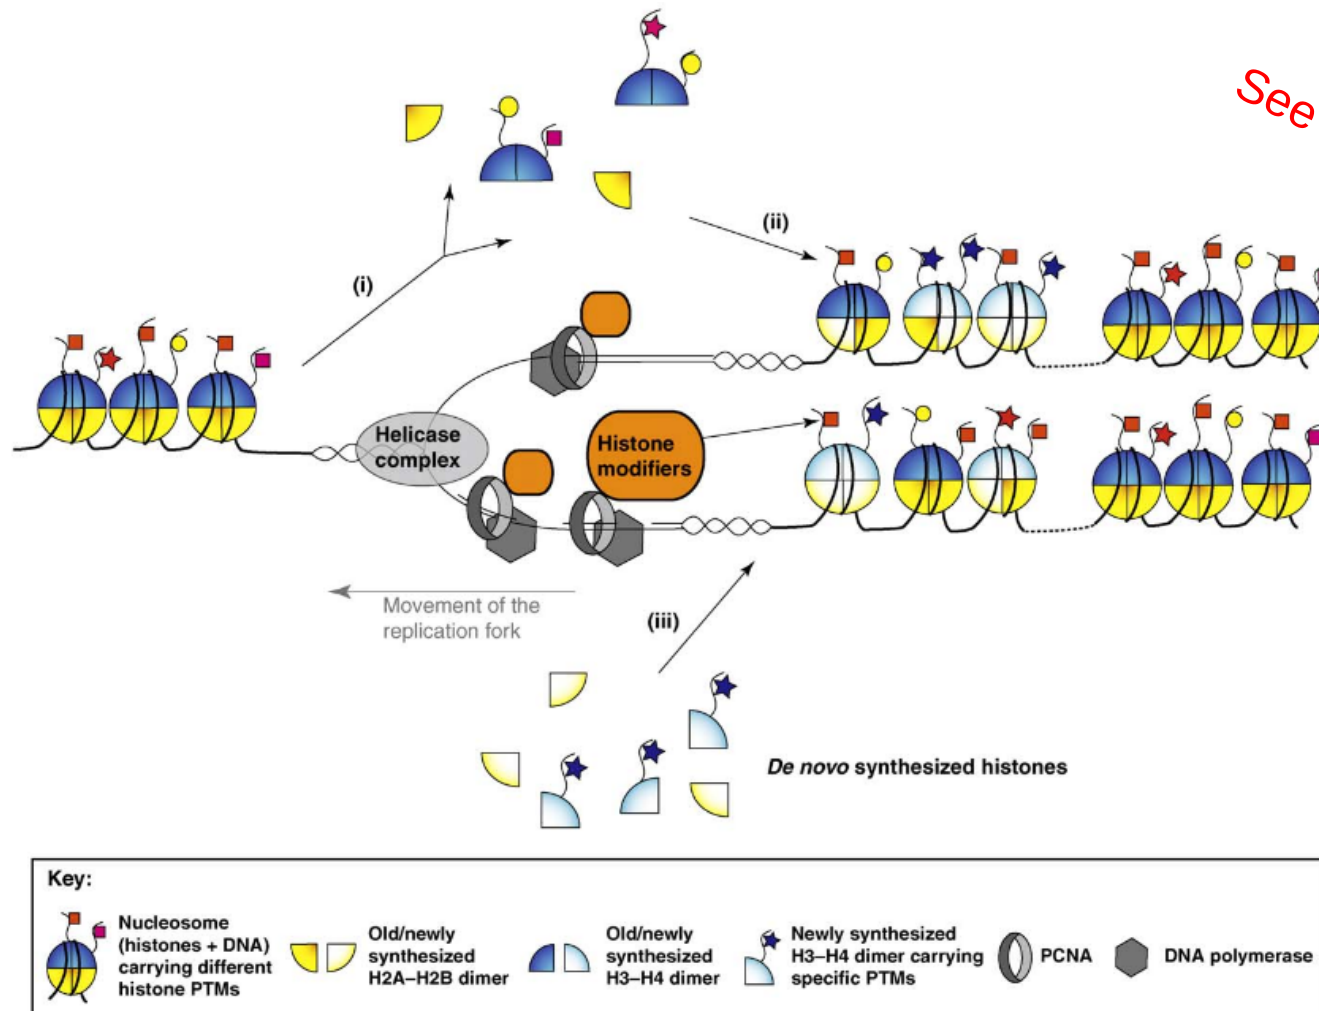 See
(i)
(ii)
Helicase
complex
Histone
modifiers
Movement of the
replication fork
(iii)
De novo synthesized histones
Key:
Nucleosome
(histones + DNA)
carrying different
histone PTMs
Old/newly
synthesized
H2A–H2B dimer
Old/newly
synthesized
H3–H4 dimer
Newly synthesized
H3–H4 dimer carrying
specific PTMs
PCNA
DNA polymerase